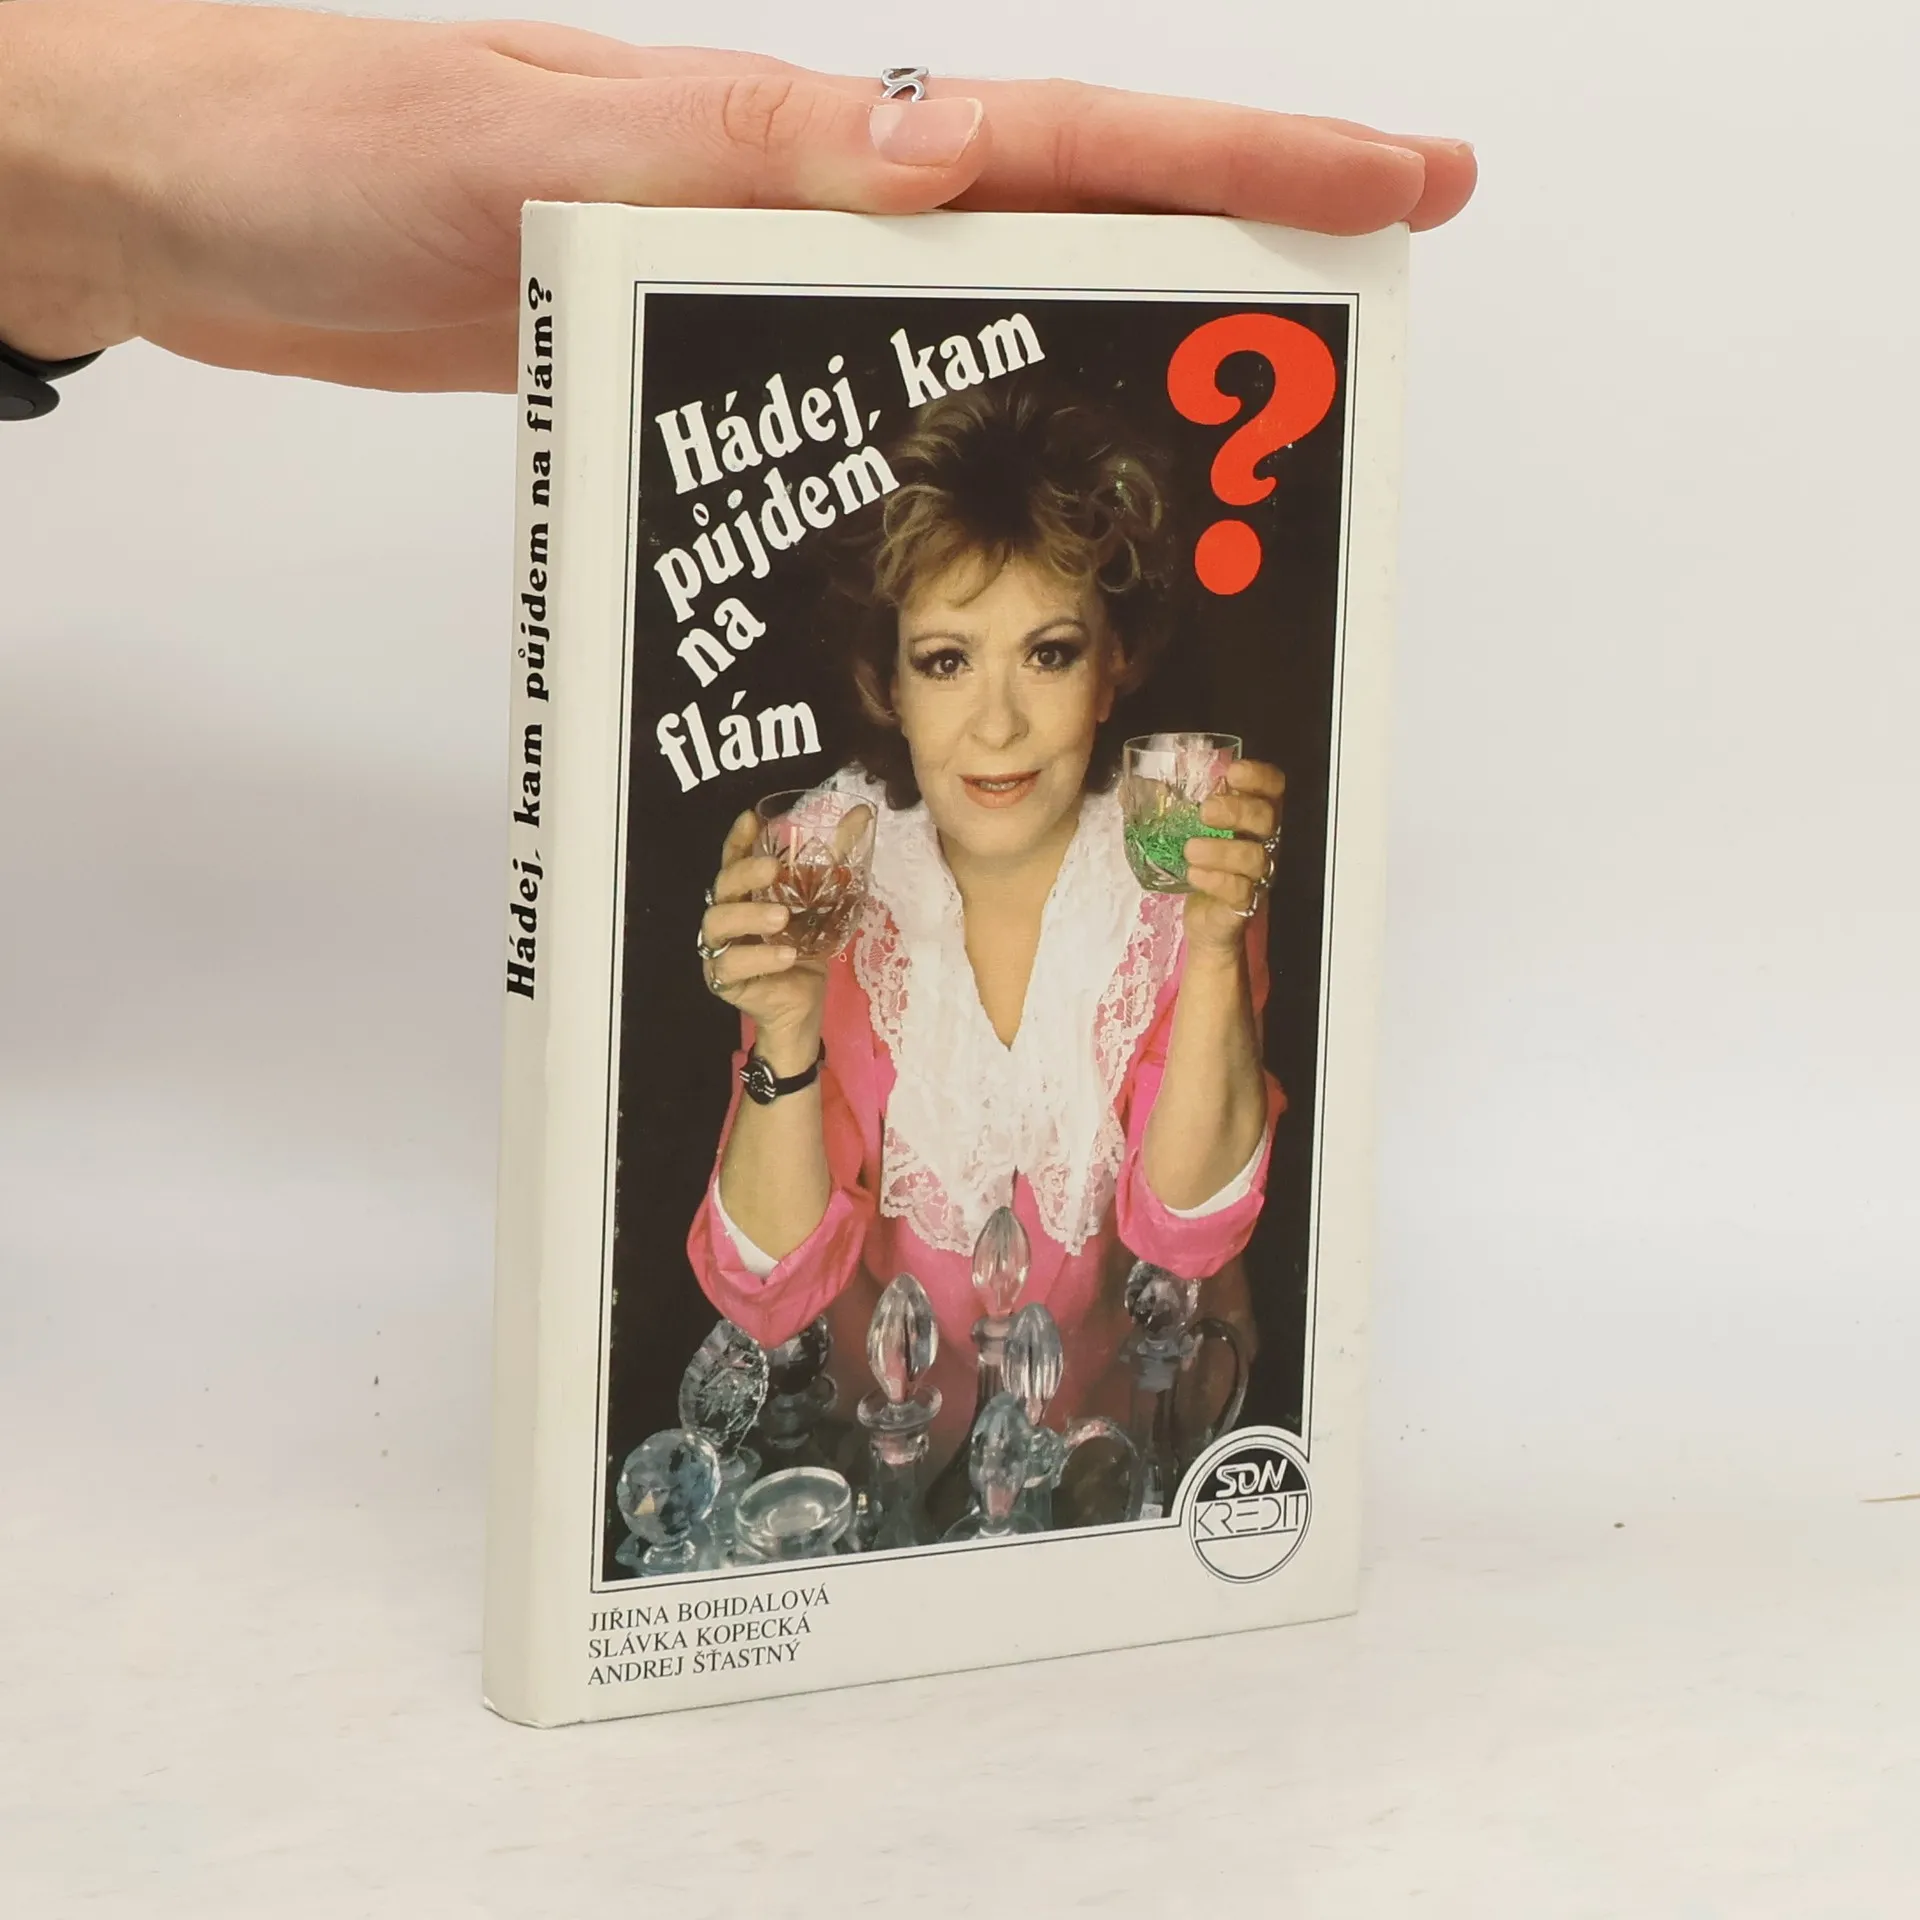 Hádej, kam půjdem na flám?
Hádej, kam
půjdem
na
flám
?
SDN
KREDIT
JIŘINA BOHDALOVÁ
SLÁVKA KOPECKÁ
ANDREJ ŠŤASTNÝ